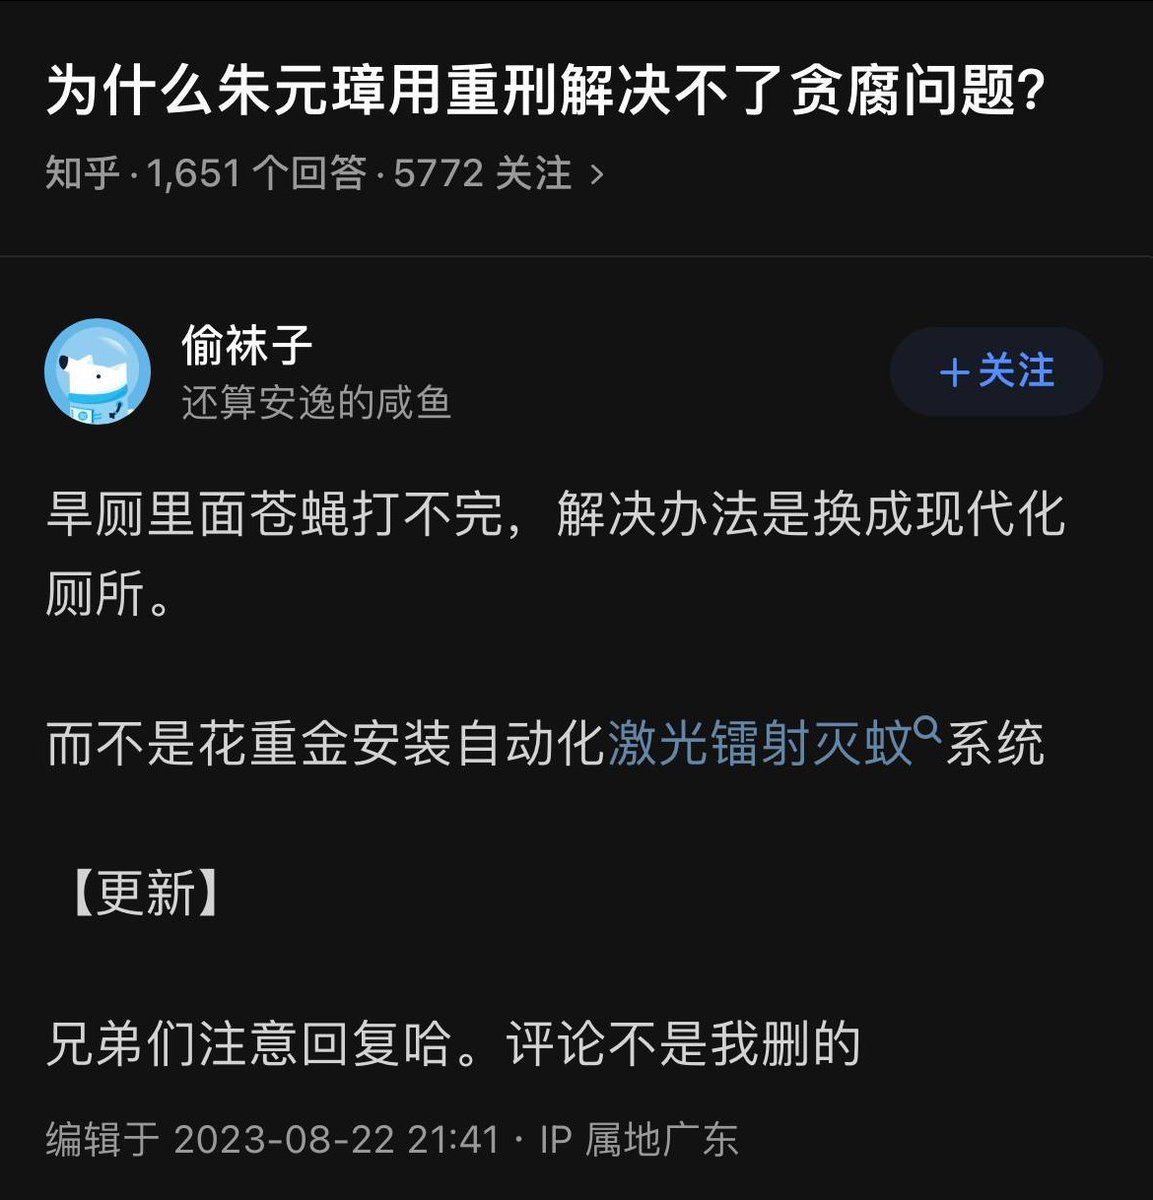 为什么朱元璋用重刑解决不了贪腐问题?
知乎 · 1,651 个回答 · 5772 关注 >
偷袜子
还算安逸的咸鱼
+关注
旱厕里面苍蝇打不完，解决办法是换成现代化
厕所。
而不是花重金安装自动化激光镭射灭蚊系统
【更新】
兄弟们注意回复哈。评论不是我删的
编辑于 2023-08-22 21:41 · IP 属地广东